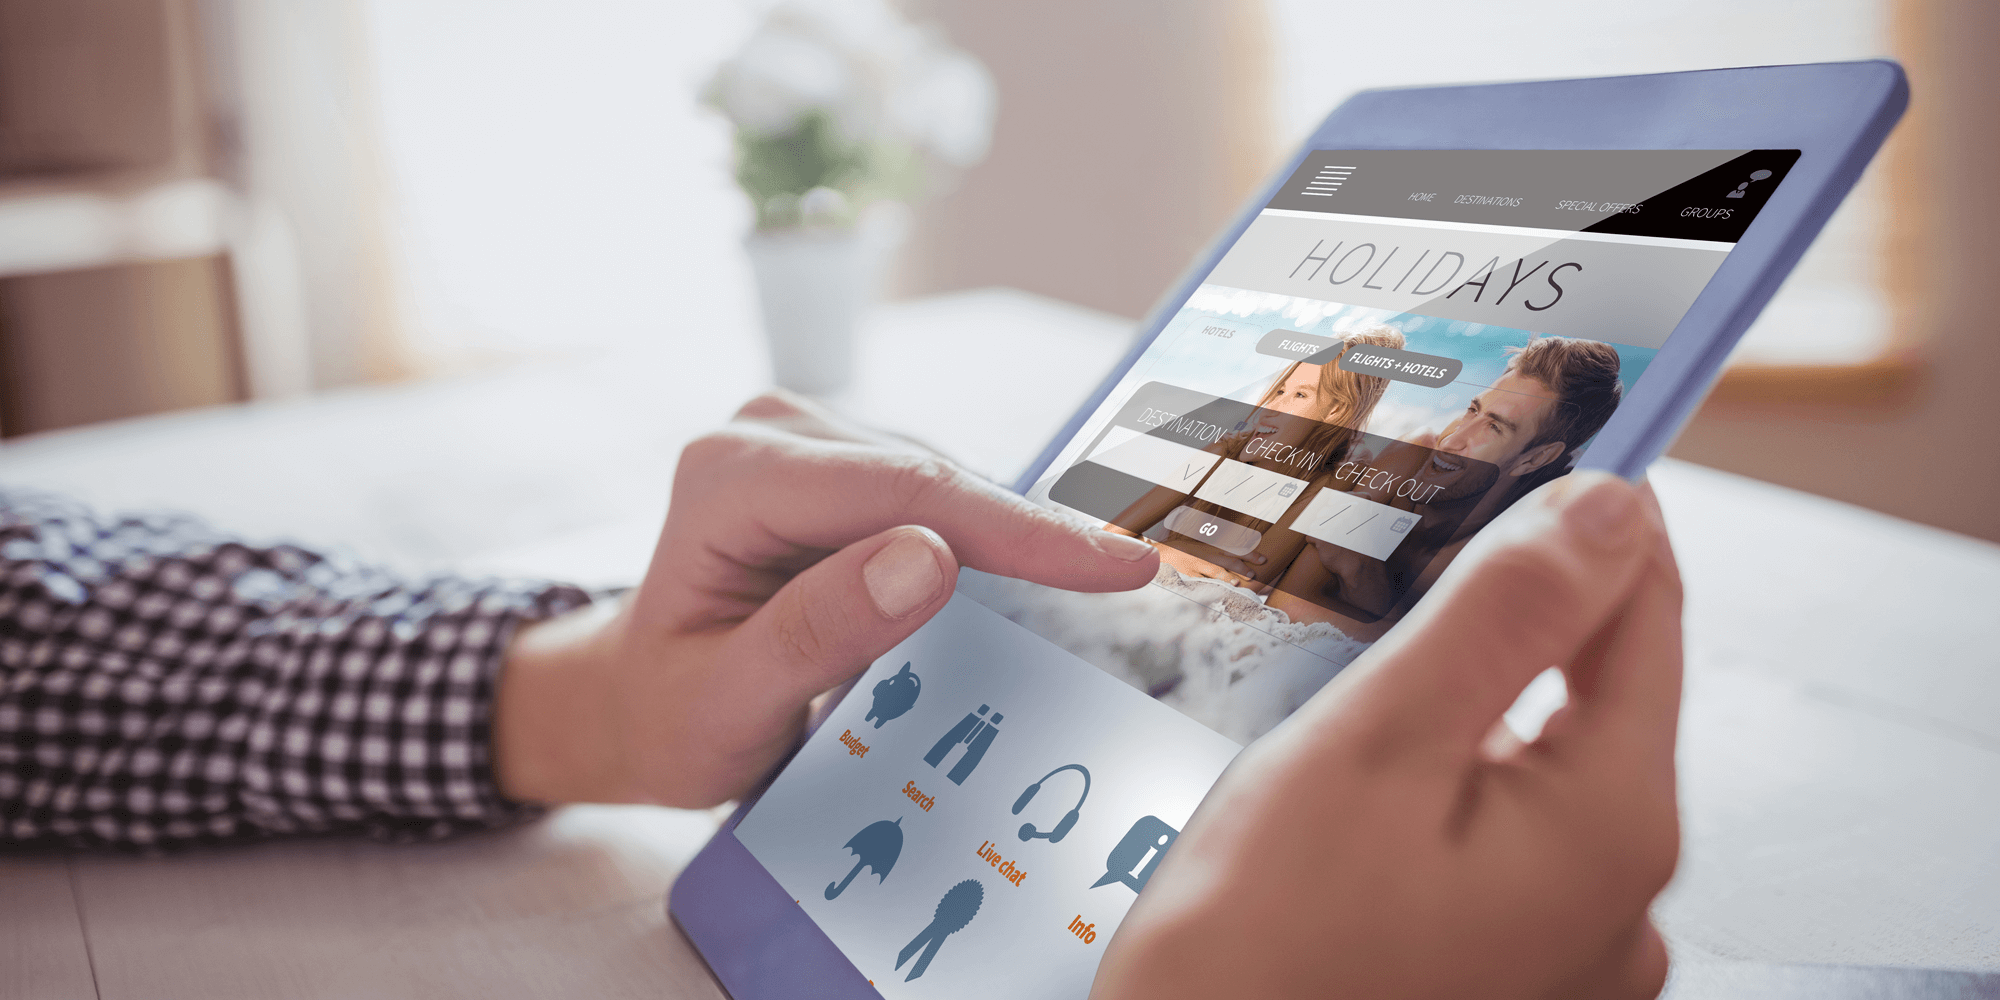 HOME DESTINATIONS SPECIAL OFFERS GROUPS
HOLIDAYS
HOTELS FLIGHTS FLIGHTS + HOTELS
DESTINATION CHECK IN CHECK OUT
/ / / /
GO
Budget
Search
Live chat
i
Info